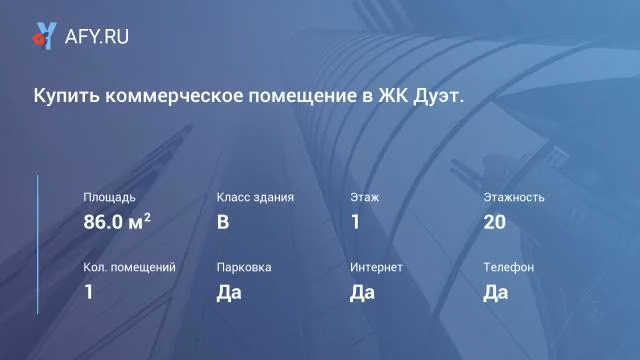 AFY.RU
Купить коммерческое помещение в ЖК Дуэт.
Площадь
86.0 м²
Класс здания
B
Этаж
1
Этажность
20
Кол. помещений
1
Парковка
Да
Интернет
Да
Телефон
Да